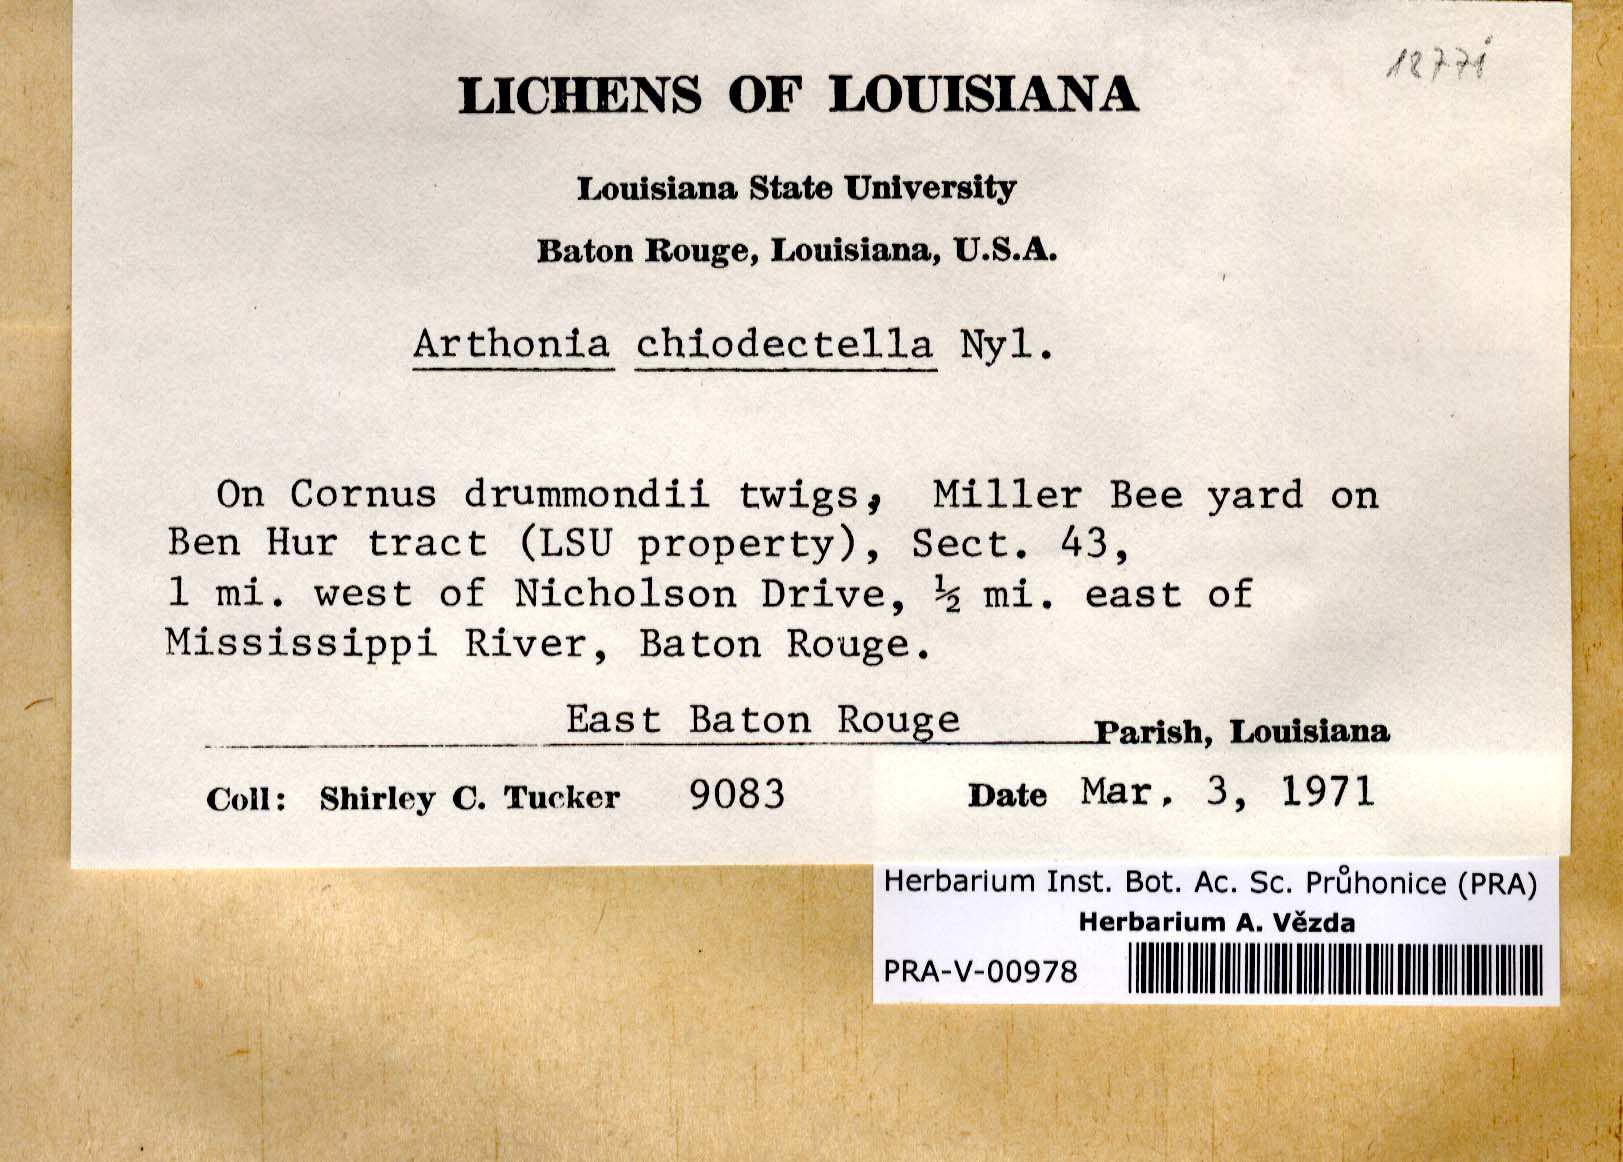 LICHENS OF LOUISIANA
Louisiana State University
Baton Rouge, Louisiana, U.S.A.
Arthonia chiodectella Nyl.
On Cornus drummondii twigs, Miller Bee yard on
Ben Hur tract (LSU property), Sect. 43,
1 mi. west of Nicholson Drive, ½ mi. east of
Mississippi River, Baton Rouge.
East Baton Rouge Parish, Louisiana
Coll: Shirley C. Tucker 9083 Date Mar. 3, 1971
Herbarium Inst. Bot. Ac. Sc. Průhonice (PRA)
Herbarium A. Vězda
PRA-V-00978